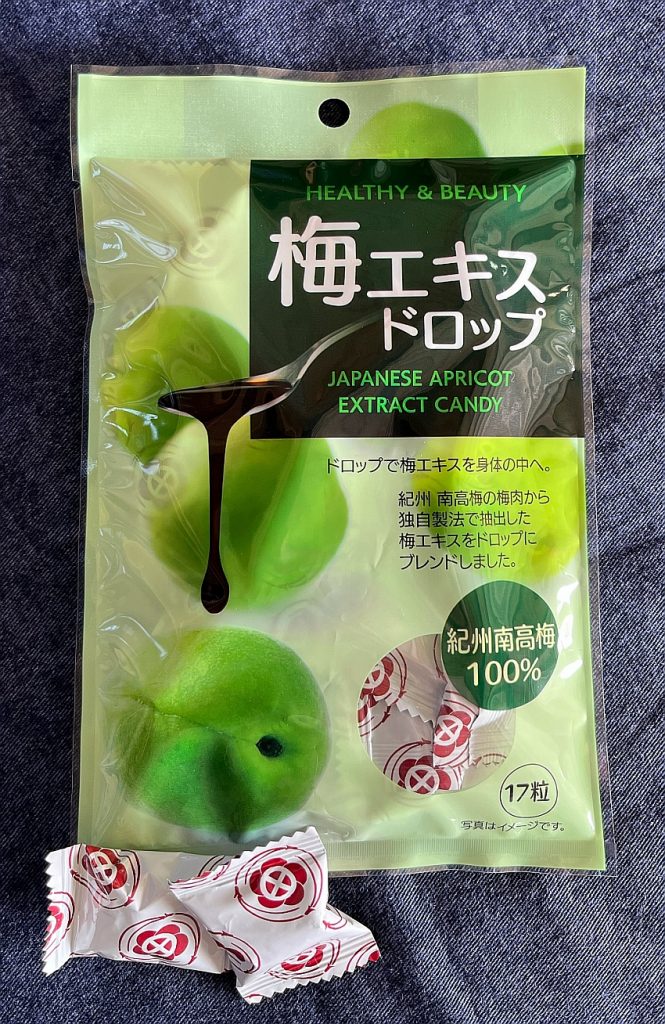 HEALTHY & BEAUTY
梅エキス
ドロップ
JAPANESE APRICOT
EXTRACT CANDY
ドロップで梅エキスを身体の中へ。
紀州 南高梅の梅肉から
独自製法で抽出した
梅エキスをドロップに
ブレンドしました。
紀州南高梅
100%
17粒
写真はイメージです。